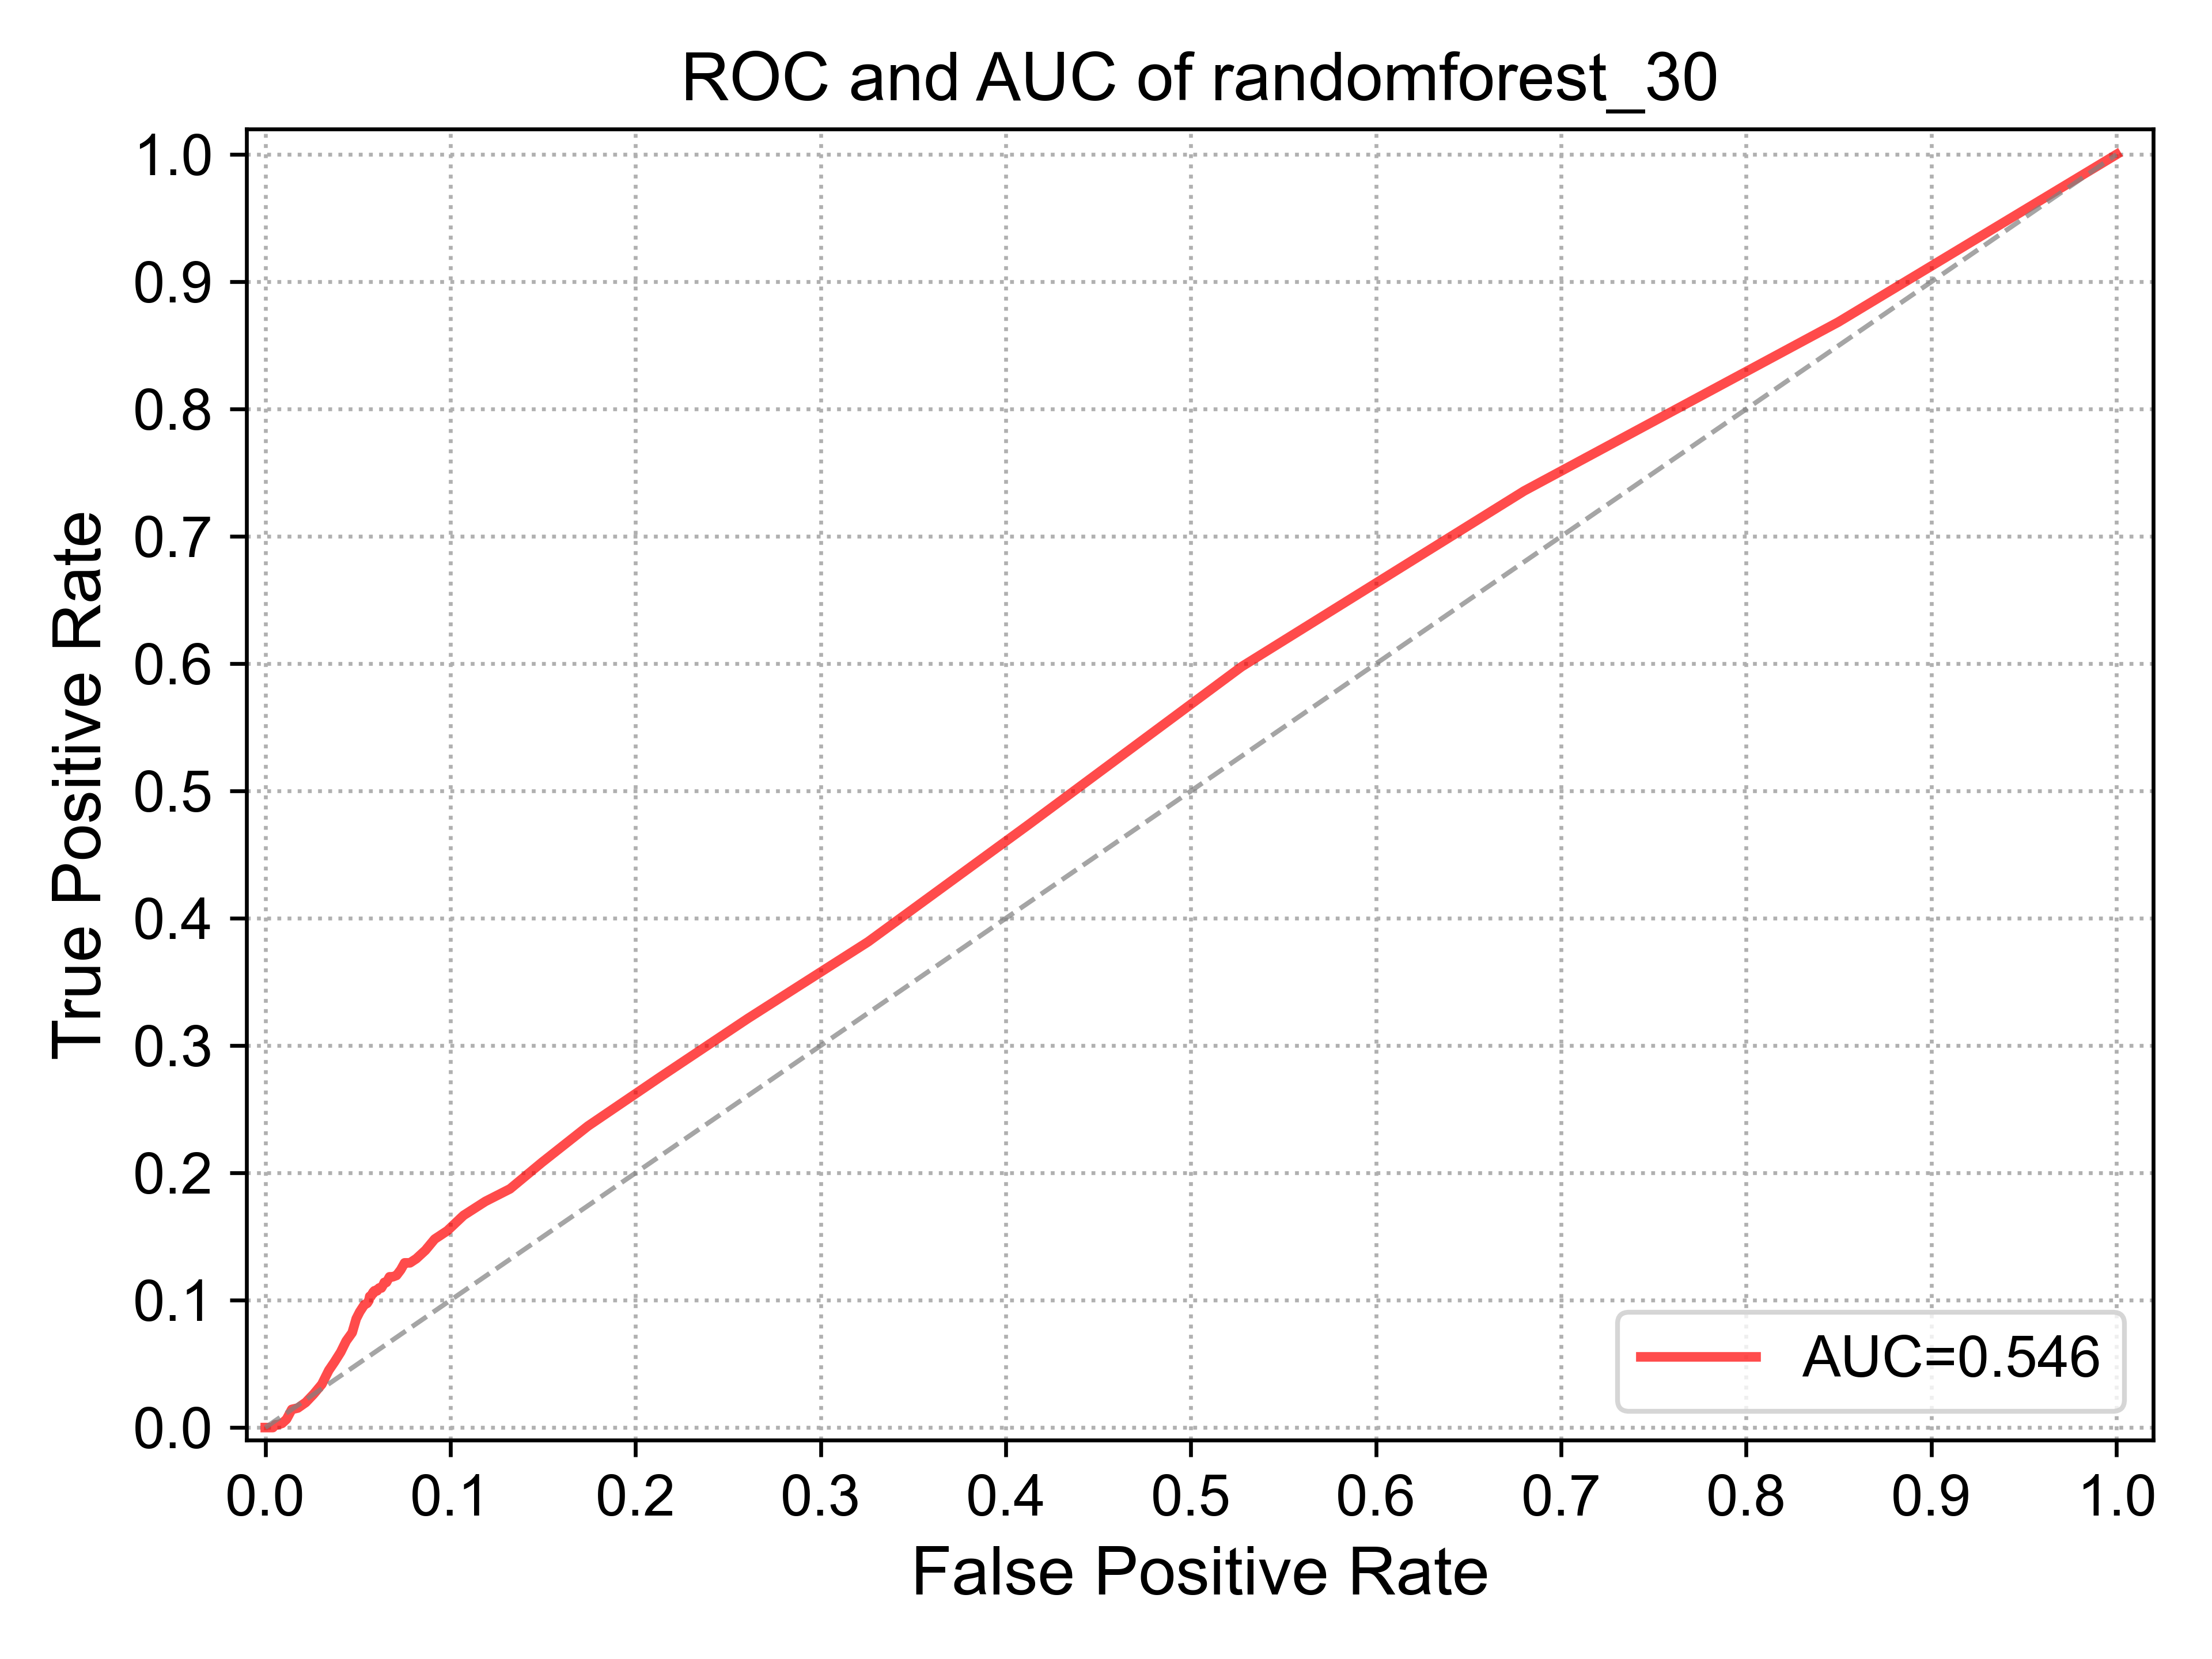 ROC and AUC of randomforest_30
True Positive Rate
1.0
0.9
0.8
0.7
0.6
0.5
0.4
0.3
0.2
0.1
0.0
AUC=0.546
0.0 0.1 0.2 0.3 0.4 0.5 0.6 0.7 0.8 0.9 1.0
False Positive Rate